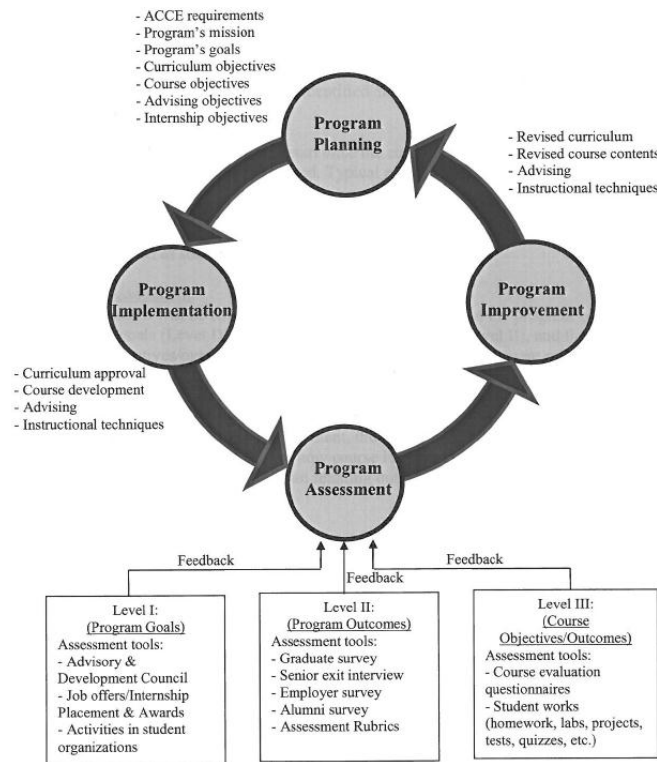 - ACCE requirements
- Program's mission
- Program's goals
- Curriculum objectives
- Course objectives
- Advising objectives
- Internship objectives
Program
Planning
- Revised curriculum
- Revised course contents
- Advising
- Instructional techniques
Program
Implementation
Program
Improvement
- Curriculum approval
- Course development
- Advising
- Instructional techniques
Program
Assessment
Feedback
Feedback
Feedback
Level I:
(Program Goals)
Assessment tools:
- Advisory &
Development Council
- Job offers/Internship
Placement & Awards
- Activities in student
organizations
Level II:
(Program Outcomes)
Assessment tools:
- Graduate survey
- Senior exit interview
- Employer survey
- Alumni survey
- Assessment Rubrics
Level III:
(Course
Objectives/Outcomes)
Assessment tools:
- Course evaluation
questionnaires
- Student works
(homework, labs, projects,
tests, quizzes, etc.)